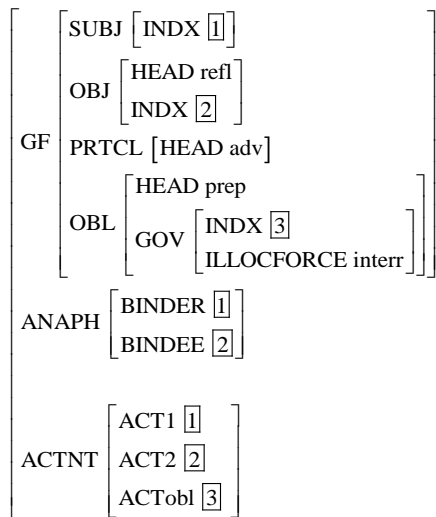 SUBJ [INDX 1]
HEAD refl
OBJ
INDX 2
GF PRTCL [HEAD adv]
HEAD prep
OBL
INDX 3
GOV
ILLOCFORCE interr
BINDER 1
ANAPH
BINDEE 2
ACT1 1
ACTNT ACT2 2
ACTobl 3